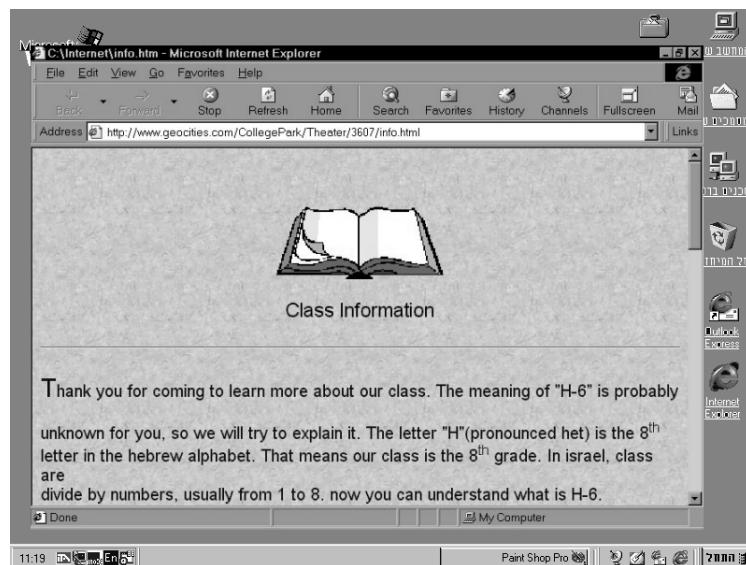 Microsoft
C:\Internet\info.htm - Microsoft Internet Explorer
File Edit View Go Favorites Help
Back Forward Stop Refresh Home Search Favorites History Channels Fullscreen Mail
Address http://www.geocities.com/CollegePark/Theater/3607/info.html Links
Class Information
Thank you for coming to learn more about our class. The meaning of "H-6" is probably
unknown for you, so we will try to explain it. The letter "H"(pronounced het) is the 8th
letter in the hebrew alphabet. That means our class is the 8th grade. In israel, class
are
divide by numbers, usually from 1 to 8. now you can understand what is H-6.
Done My Computer
Outlook
Express
Internet
Explorer
11:19 En Paint Shop Pro התחל